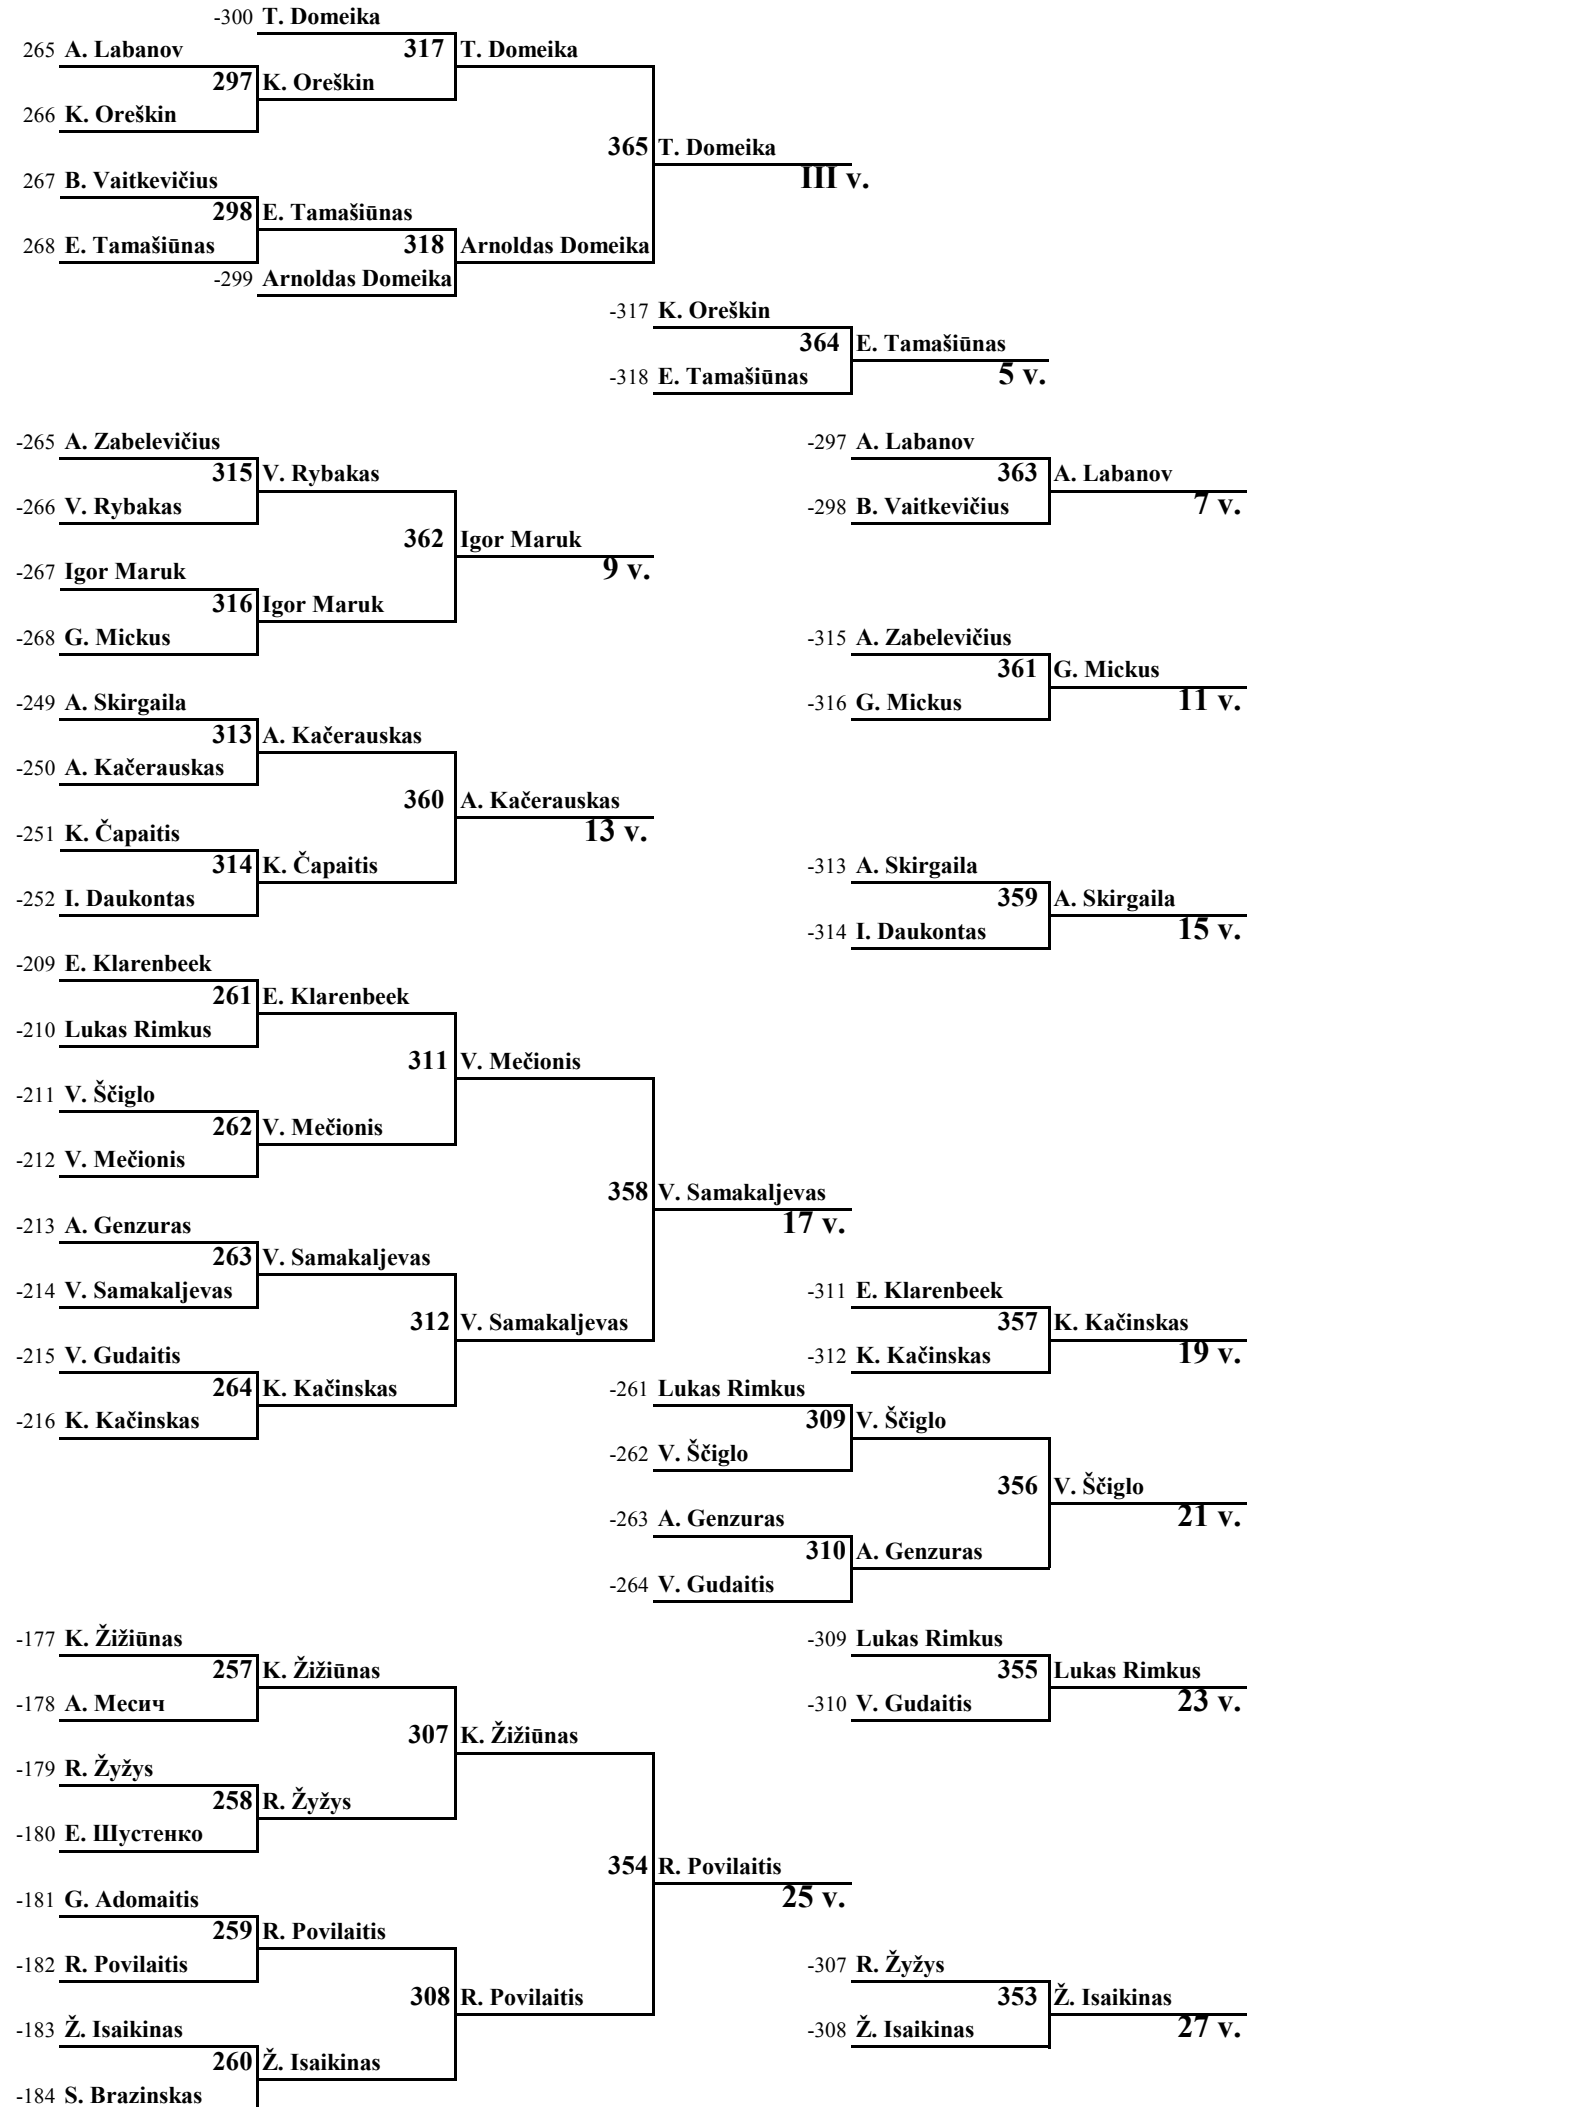 -300 T. Domeika
265 A. Labanov 317 T. Domeika
297 K. Oreškin
266 K. Oreškin
365 T. Domeika
267 B. Vaitkevičius III v.
298 E. Tamašiūnas
268 E. Tamašiūnas 318 Arnoldas Domeika
-299 Arnoldas Domeika
-317 K. Oreškin
364 E. Tamašiūnas
-318 E. Tamašiūnas 5 v.
-265 A. Zabelevičius -297 A. Labanov
315 V. Rybakas 363 A. Labanov
-266 V. Rybakas -298 B. Vaitkevičius 7 v.
362 Igor Maruk
-267 Igor Maruk 9 v.
316 Igor Maruk
-268 G. Mickus -315 A. Zabelevičius
361 G. Mickus
-249 A. Skirgaila -316 G. Mickus 11 v.
313 A. Kačerauskas
-250 A. Kačerauskas
360 A. Kačerauskas
-251 K. Čapaitis 13 v.
314 K. Čapaitis -313 A. Skirgaila
-252 I. Daukontas 359 A. Skirgaila
-314 I. Daukontas 15 v.
-209 E. Klarenbeek
261 E. Klarenbeek
-210 Lukas Rimkus
311 V. Mečionis
-211 V. Ščiglo
262 V. Mečionis
-212 V. Mečionis
358 V. Samakaljevas
-213 A. Genzuras 17 v.
263 V. Samakaljevas
-214 V. Samakaljevas -311 E. Klarenbeek
312 V. Samakaljevas 357 K. Kačinskas
-215 V. Gudaitis -312 K. Kačinskas 19 v.
264 K. Kačinskas -261 Lukas Rimkus
-216 K. Kačinskas 309 V. Ščiglo
-262 V. Ščiglo
356 V. Ščiglo
-263 A. Genzuras 21 v.
310 A. Genzuras
-264 V. Gudaitis
-177 K. Žižiūnas -309 Lukas Rimkus
257 K. Žižiūnas 355 Lukas Rimkus
-178 А. Месич -310 V. Gudaitis 23 v.
307 K. Žižiūnas
-179 R. Žyžys
258 R. Žyžys
-180 Е. Шустенко
354 R. Povilaitis
-181 G. Adomaitis 25 v.
259 R. Povilaitis
-182 R. Povilaitis -307 R. Žyžys
308 R. Povilaitis 353 Ž. Isaikinas
-183 Ž. Isaikinas -308 Ž. Isaikinas 27 v.
260 Ž. Isaikinas
-184 S. Brazinskas